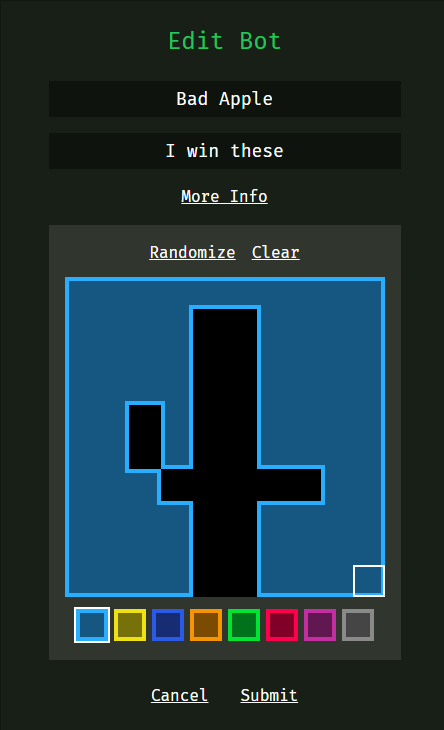 Edit Bot
Bad Apple
I win these
More Info
Randomize Clear
Cancel Submit